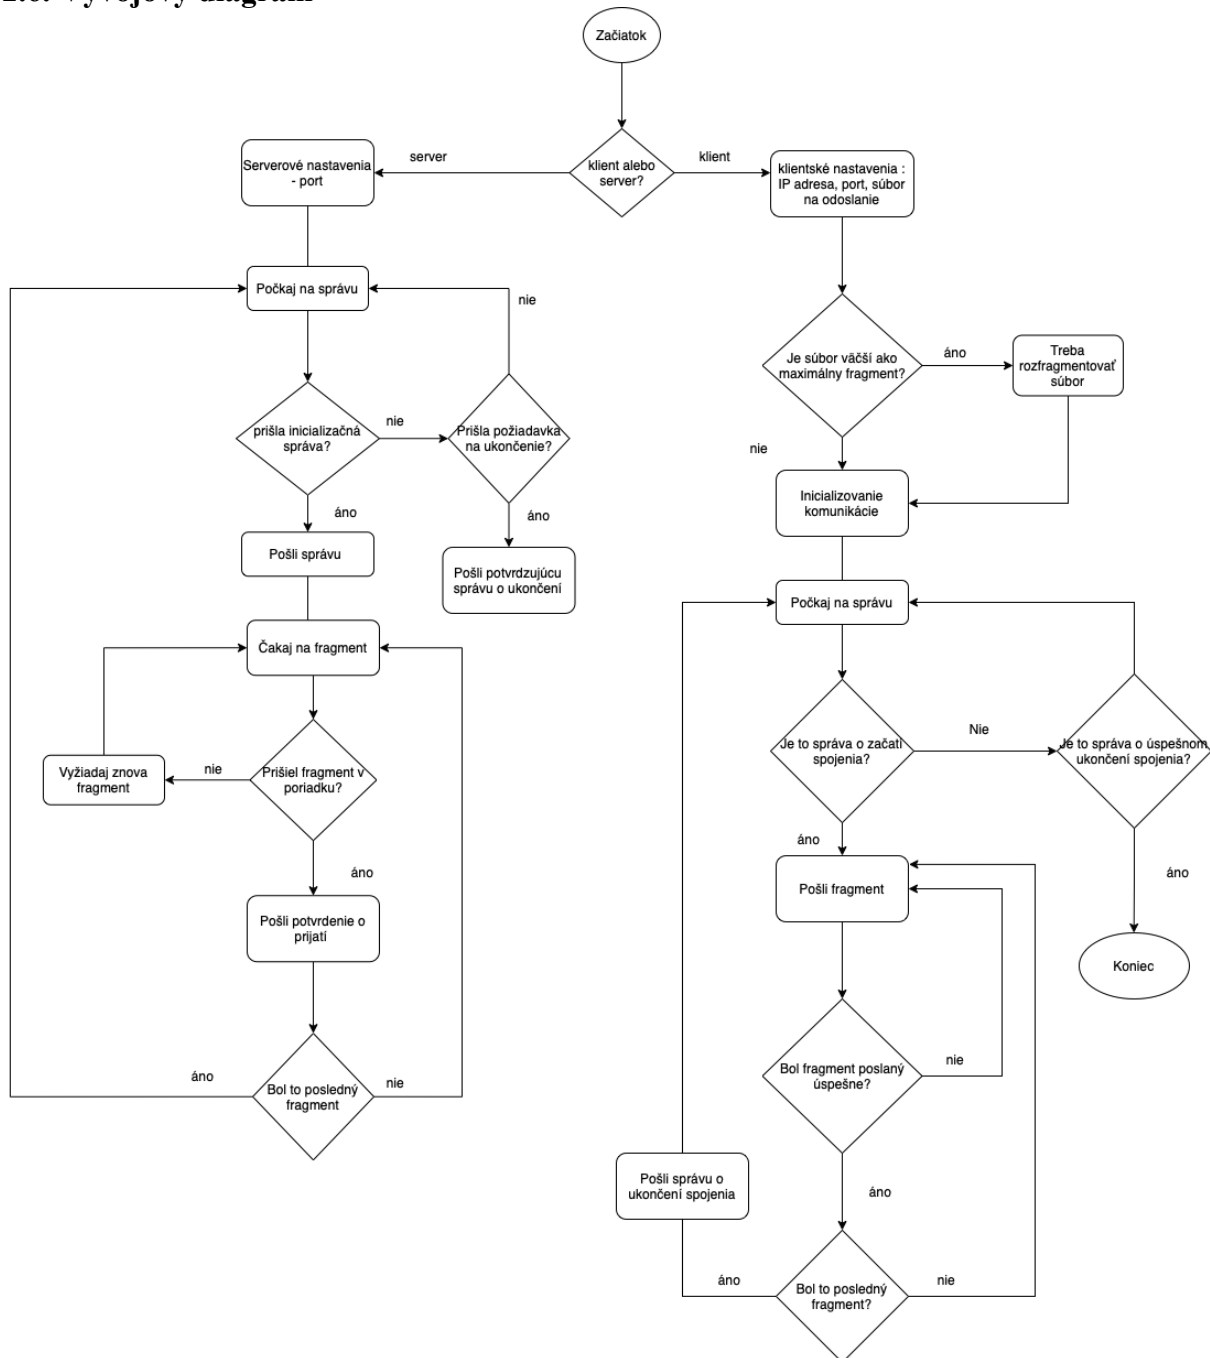 Vývojový diagram
Začiatok
klient alebo
server?
server
klient
Serverové nastavenia
- port
klientské nastavenia :
IP adresa, port, súbor
na odoslanie
Počkaj na správu
nie
prišla inicializačná
správa?
nie
Prišla požiadavka
na ukončenie?
áno
áno
Pošli správu
Pošli potvrdzujúcu
správu o ukončení
Čakaj na fragment
Prišiel fragment v
poriadku?
nie
Vyžiadaj znova
fragment
áno
Pošli potvrdenie o
prijatí
Bol to posledný
fragment
áno
nie
Je súbor väčší ako
maximálny fragment?
áno
Treba
rozfragmentovať
súbor
nie
Inicializovanie
komunikácie
Počkaj na správu
Je to správa o začatí
spojenia?
Nie
Je to správa o úspešnom
ukončení spojenia?
áno
áno
Pošli fragment
Koniec
Bol fragment poslaný
úspešne?
nie
áno
Pošli správu o
ukončení spojenia
Bol to posledný
fragment?
áno
nie